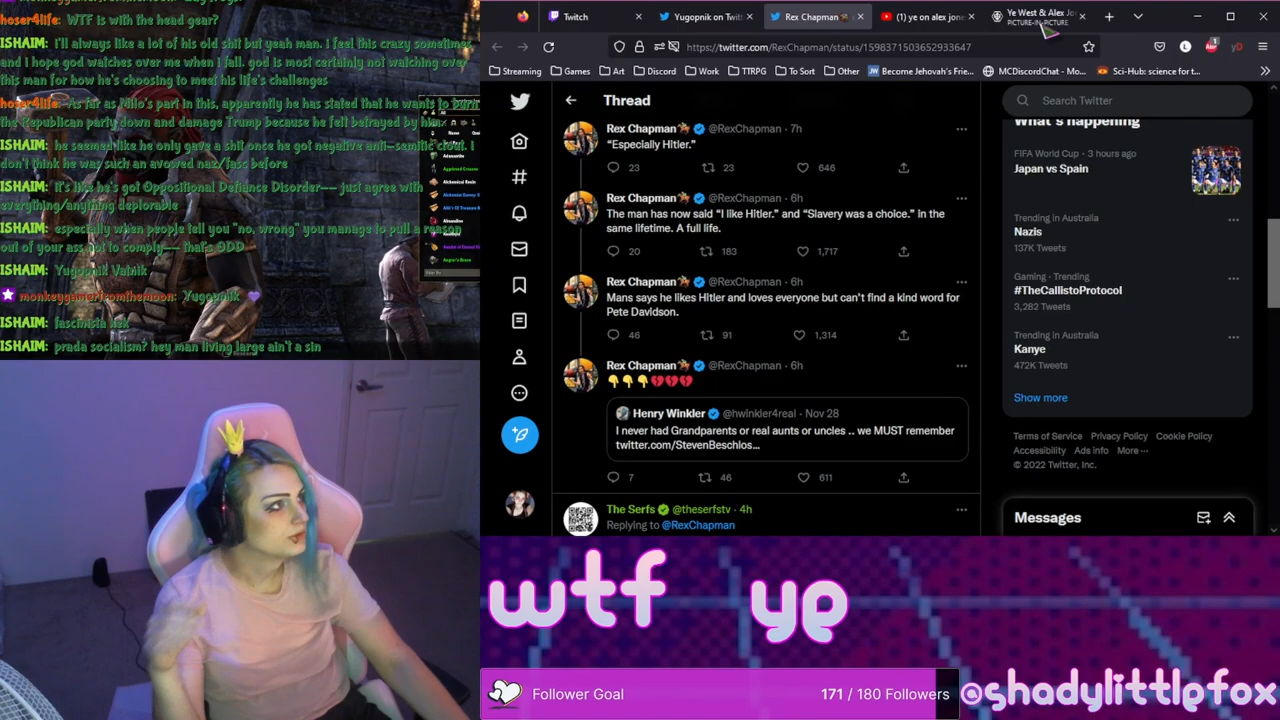 hoser4life: WTF is with the head gear?
ISHAIM: I'll always like a lot of his old shit but yeah man. i feel this crazy sometimes
and I hope god watches over me when I fall. god is most certainly not watching over
this man for how he's choosing to meet his life's challenges
hoser4life: As far as Milo's part in this, apparently he has stated that he wants to burn
the Republican party down and damage Trump because he felt betrayed by him
ISHAIM: he seemed like he only gave a shit once he got negative anti-semitic clout. i
don't think he was such an avowed naz/fasc before
ISHAIM: it's like he's got Oppositional Defiance Disorder-- just agree with
everything/anything deplorable
ISHAIM: especially when people tell you "no, wrong" you manage to pull a reason
out of your ass not to comply-- that's ODD
ISHAIM: Yugopnik Valnik
monkeygamerfromthemoon: Yugopnik
ISHAIM: fascinista kek
ISHAIM: prada socialism? hey man living large ain't a sin
Twitch
Yugopnik on Twit
Rex Chapman
(1) ye on alex jone
Ye West & Alex Jor
PICTURE-IN-PICTURE
https://twitter.com/RexChapman/status/1598371503652933647
Streaming
Games
Art
Discord
Work
TTRPG
To Sort
Other
Become Jehovah's Frie...
MCDiscordChat - Mo...
Sci-Hub: science for t...
Thread
Search Twitter
Rex Chapman @RexChapman · 7h
“Especially Hitler.”
23 23 646
Rex Chapman @RexChapman · 6h
The man has now said “I like Hitler.” and “Slavery was a choice.” In the
same lifetime. A full life.
20 183 1,717
Rex Chapman @RexChapman · 6h
Mans says he likes Hitler and loves everyone but can't find a kind word for
Pete Davidson.
46 91 1,314
Rex Chapman @RexChapman · 6h
👇👇👇💔💔💔
Henry Winkler @hwinkler4real · Nov 28
I never had Grandparents or real aunts or uncles .. we MUST remember
twitter.com/StevenBeschlos...
7 46 611
The Serfs @theserfstv · 4h
Replying to @RexChapman
What's happening
FIFA World Cup · 3 hours ago
Japan vs Spain
Trending in Australia
Nazis
137K Tweets
Gaming · Trending
#TheCallistoProtocol
3,282 Tweets
Trending in Australia
Kanye
472K Tweets
Show more
Terms of Service Privacy Policy Cookie Policy
Accessibility Ads info More ···
© 2022 Twitter, Inc.
Messages
wtf ye
Follower Goal 171 / 180 Followers
@shadylittlefox